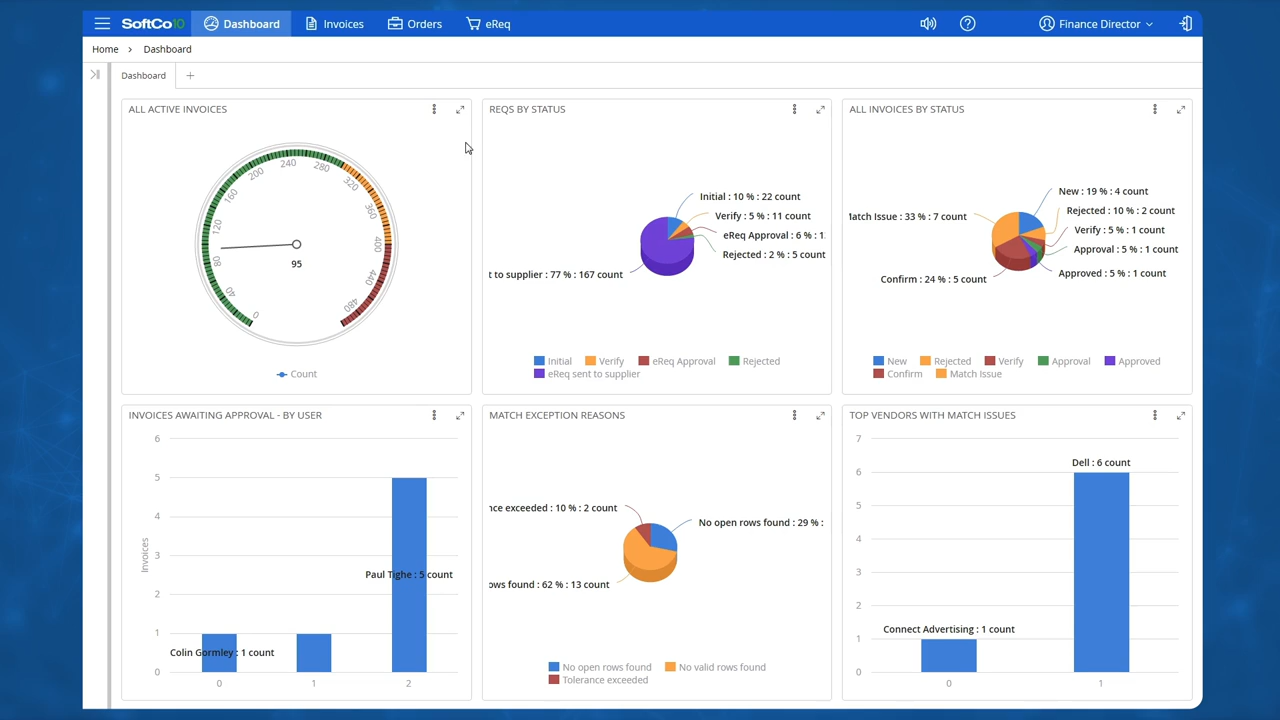 SoftCo10
Dashboard
Invoices
Orders
eReq
Finance Director
Home > Dashboard
Dashboard +
ALL ACTIVE INVOICES
0
40
80
120
160
200
240
280
320
360
400
440
480
95
Count
REQS BY STATUS
Initial : 10 % : 22 count
Verify : 5 % : 11 count
eReq Approval : 6 % : 1
Rejected : 2 % : 5 count
t to supplier : 77 % : 167 count
Initial Verify eReq Approval Rejected
eReq sent to supplier
ALL INVOICES BY STATUS
New : 19 % : 4 count
Rejected : 10 % : 2 count
latch Issue : 33 % : 7 count
Verify : 5 % : 1 count
Approval : 5 % : 1 count
Approved : 5 % : 1 count
Confirm : 24 % : 5 count
New Rejected Verify Approval Approved
Confirm Match Issue
INVOICES AWAITING APPROVAL - BY USER
6
5
4
3
2
1
0
Invoices
Paul Tighe : 5 count
Colin Gormley : 1 count
0 1 2
MATCH EXCEPTION REASONS
nce exceeded : 10 % : 2 count
No open rows found : 29 % :
ows found : 62 % : 13 count
No open rows found No valid rows found
Tolerance exceeded
TOP VENDORS WITH MATCH ISSUES
7
6
5
4
3
2
1
0
Dell : 6 count
Connect Advertising : 1 count
0 1